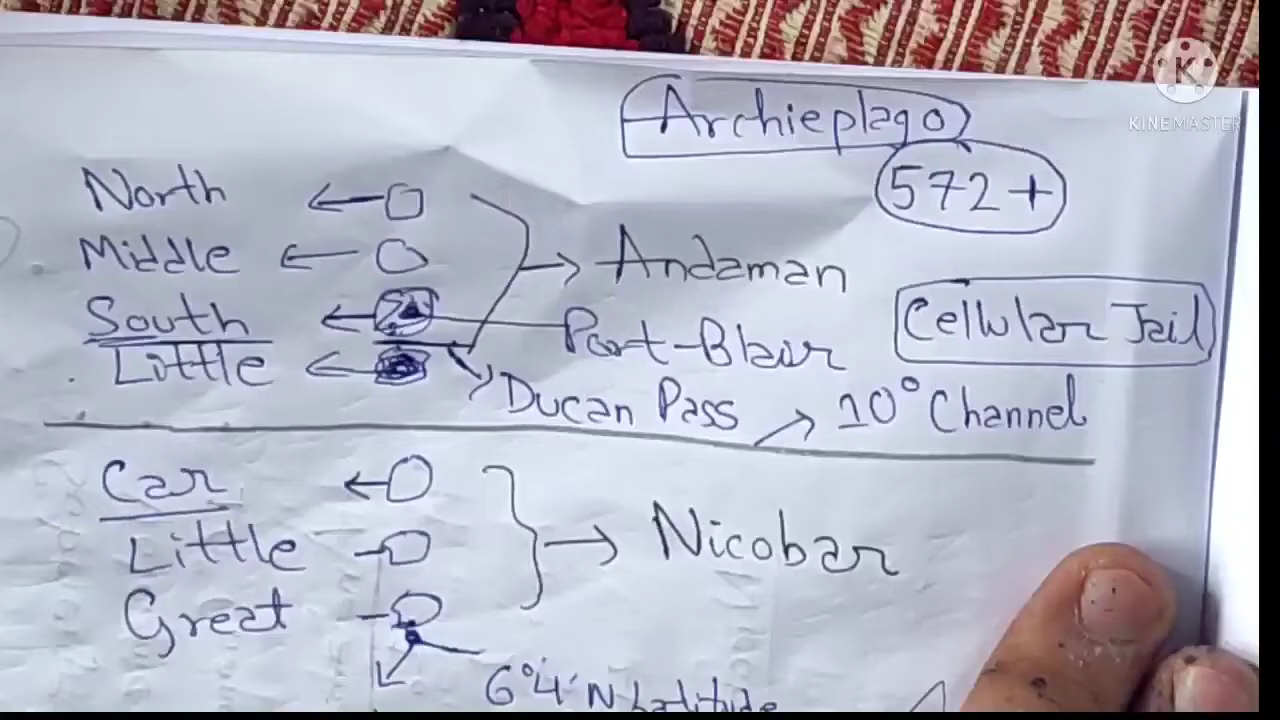 Archieplago
572+
North
Middle
South
Little
Andaman
Port-Blair
Cellular Jail
Ducan Pass
10° Channel
Car
Little
Great
Nicobar
6°4' N Latitude
KINEMASTER